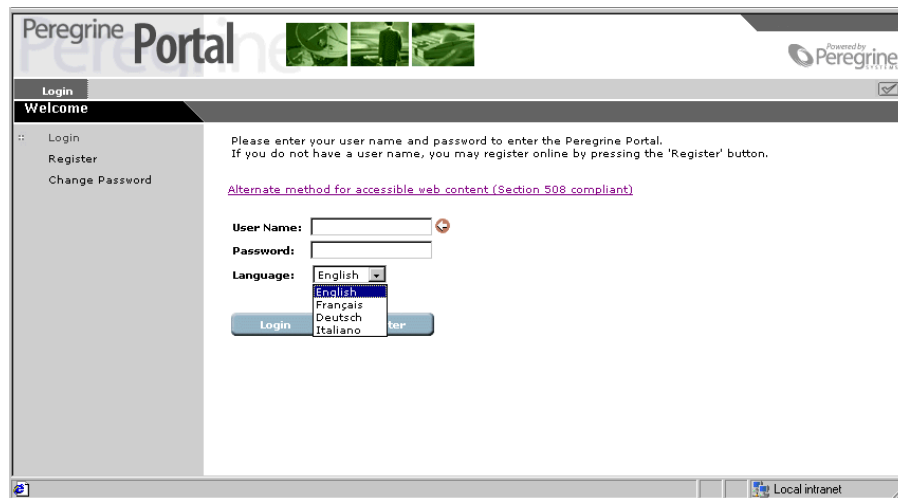 Peregrine Portal
Powered by
Peregrine
SYSTEMS
Login
Welcome
Login
Register
Change Password
Please enter your user name and password to enter the Peregrine Portal.
If you do not have a user name, you may register online by pressing the 'Register' button.
Alternate method for accessible web content (Section 508 compliant)
User Name:
Password:
Language: English
English
Français
Deutsch
Italiano
Login ter
Local intranet